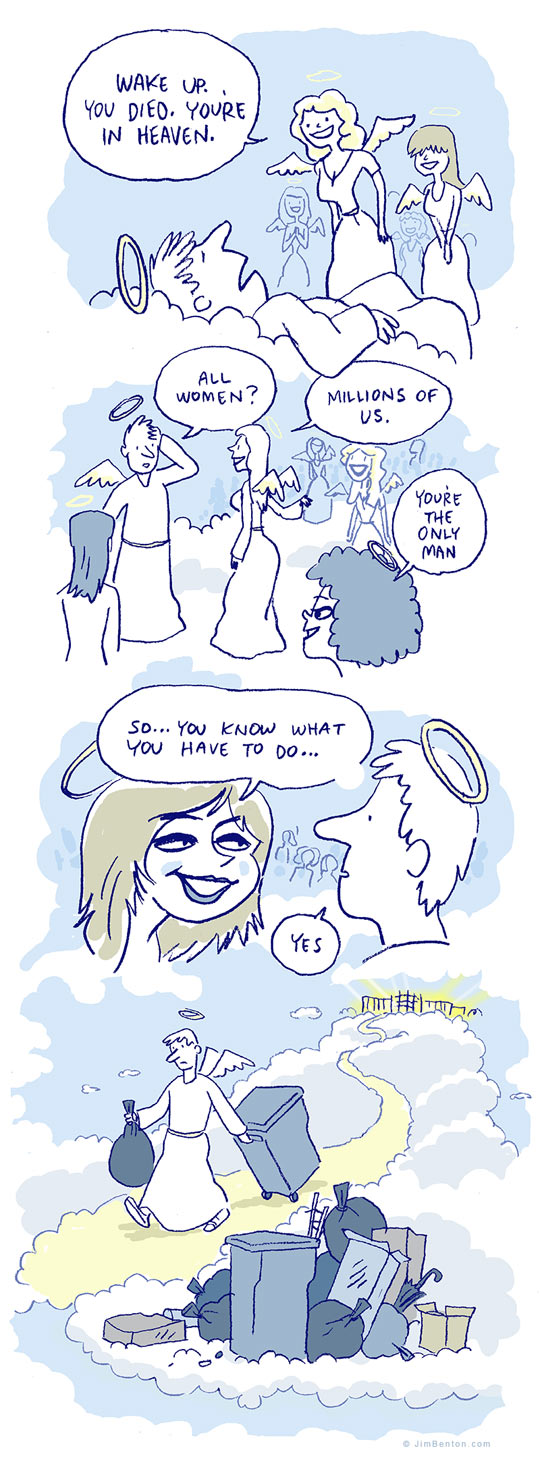 WAKE UP.
YOU DIED. YOU'RE
IN HEAVEN.
ALL
WOMEN?
MILLIONS OF
US.
YOU'RE
THE
ONLY
MAN
SO... YOU KNOW WHAT
YOU HAVE TO DO...
YES
© JimBenton.com